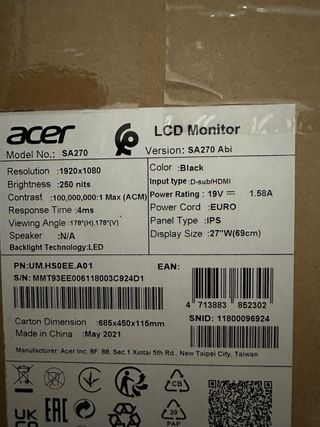 acer LCD Monitor
Model No.: SA270 Version: SA270 Abi
Resolution :1920x1080
Brightness :250 nits
Contrast :100,000,000:1 Max (ACM)
Response Time :4ms
Viewing Angle :178°(H),178°(V)
Speaker :N/A
Backlight Technology:LED
Color :Black
Input type :D-sub/HDMI
Power Rating : 19V ⎓ 1.58A
Power Cord :EURO
Panel Type :IPS
Display Size :27"W(69cm)
PN:UM.HS0EE.A01 EAN:
S/N: MMT93EE006118003C924D1
4 713883 852302
SNID: 11800096924
Carton Dimension :685x450x115mm
Made in China :May 2021
Manufacturer: Acer Inc. 8F. 88, Sec.1 Xintai 5th Rd., New Taipei City, Taiwan
CB
UK
CA
EAC
20
PAP